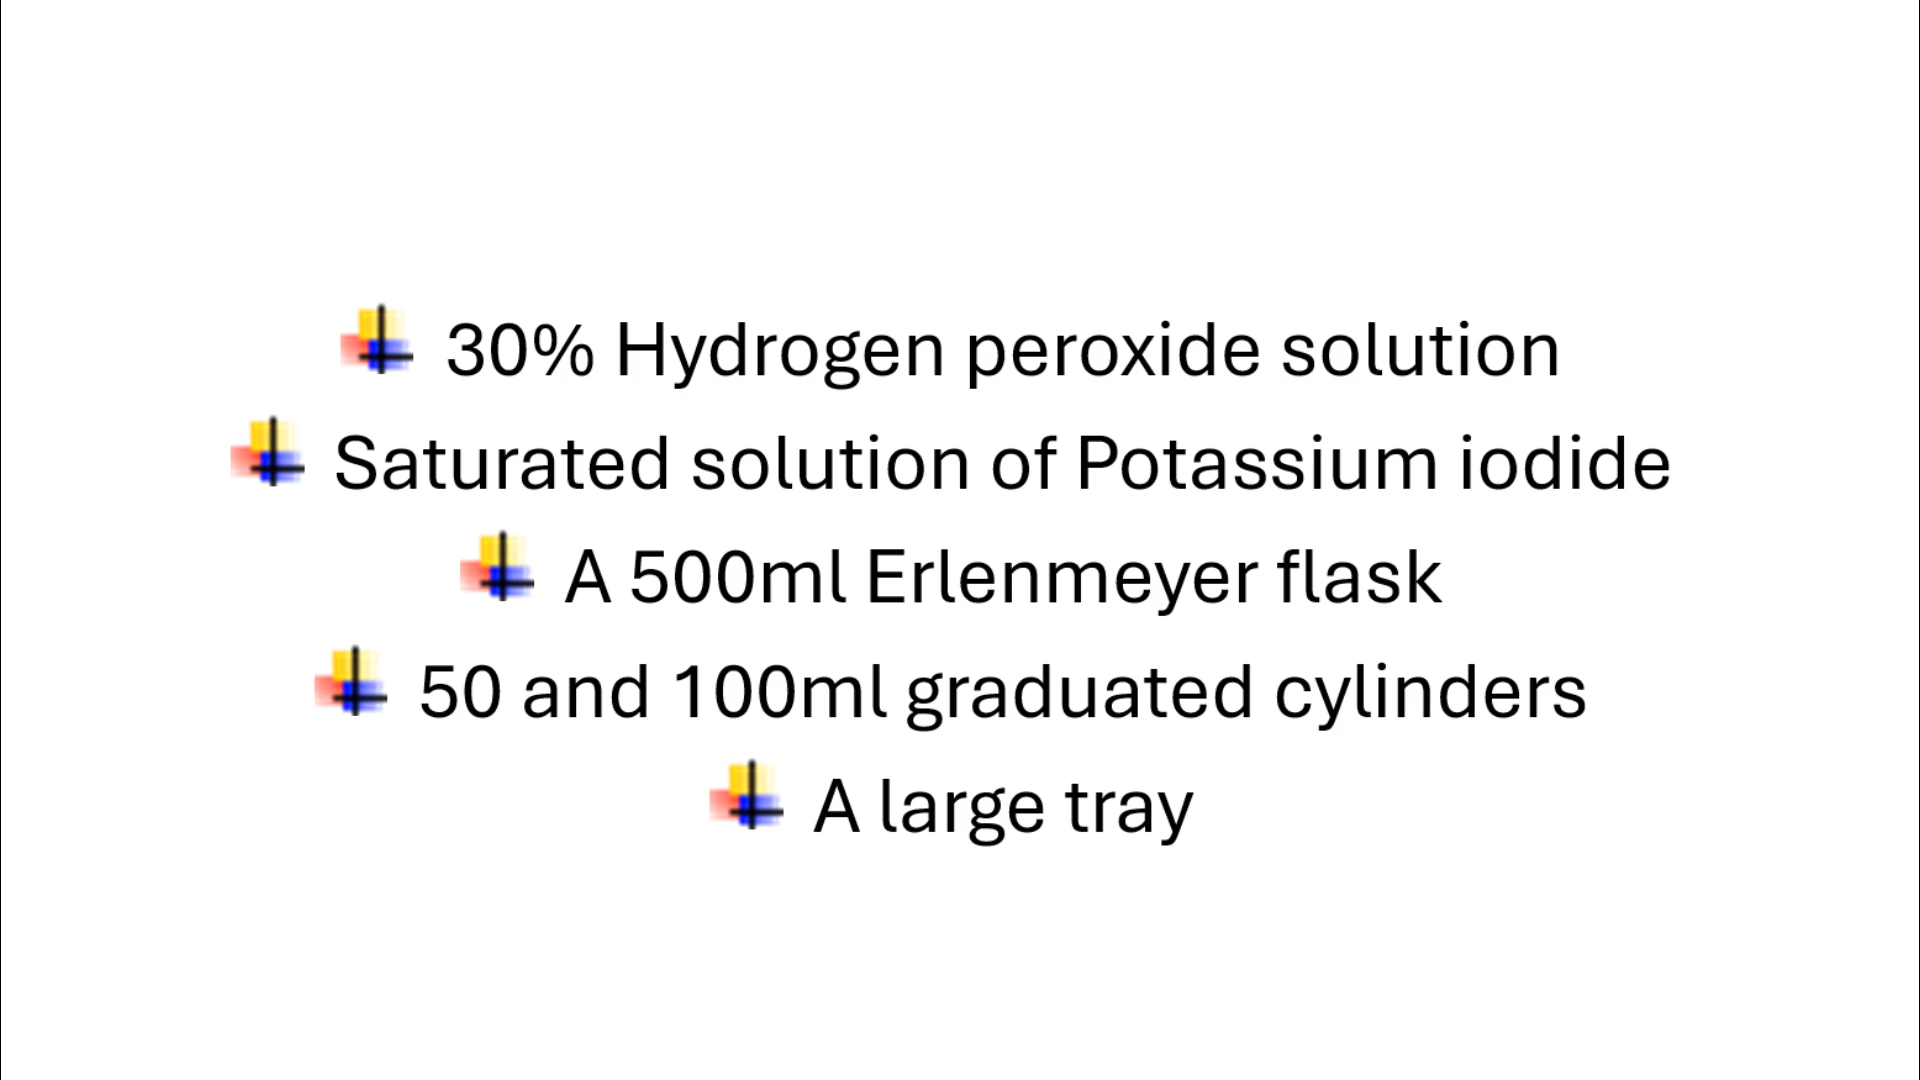 30% Hydrogen peroxide solution
Saturated solution of Potassium iodide
A 500ml Erlenmeyer flask
50 and 100ml graduated cylinders
A large tray